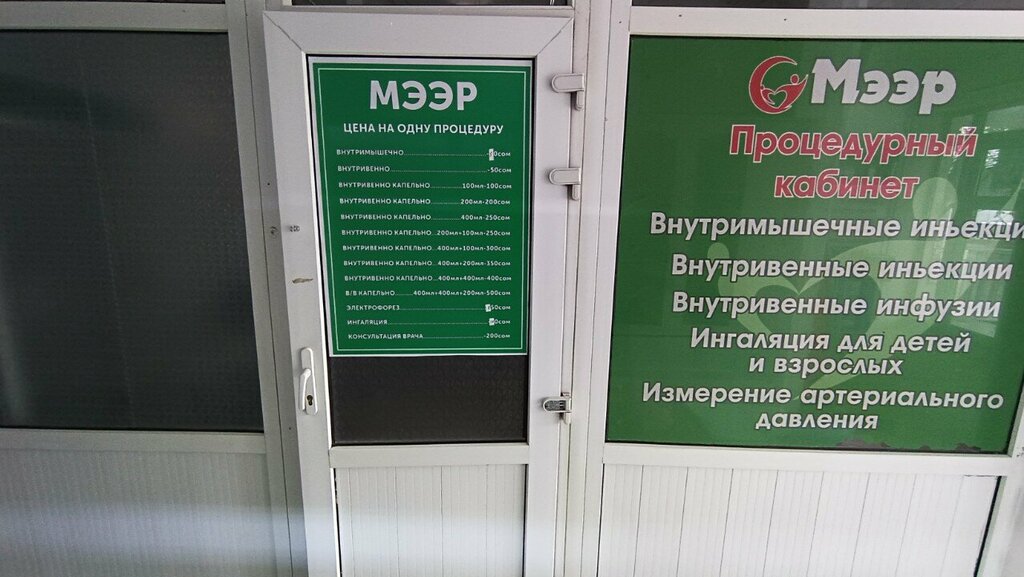 МЭЭР
ЦЕНА НА ОДНУ ПРОЦЕДУРУ
ВНУТРИМЫШЕЧНО
ВНУТРИВЕННО -50сом
ВНУТРИВЕННО КАПЕЛЬНО 100мл-100сом
ВНУТРИВЕННО КАПЕЛЬНО 200мл-200сом
ВНУТРИВЕННО КАПЕЛЬНО 400мл-250сом
ВНУТРИВЕННО КАПЕЛЬНО...200мл+100мл-250сом
ВНУТРИВЕННО КАПЕЛЬНО...400мл+100мл-300сом
ВНУТРИВЕННО КАПЕЛЬНО...400мл+200мл-350сом
ВНУТРИВЕННО КАПЕЛЬНО...400мл+400мл-400сом
В/В КАПЕЛЬНО 400мл+400мл+200мл-500сом
ЭЛЕКТРОФОРЕЗ
ИНГАЛЯЦИЯ
КОНСУЛЬТАЦИЯ ВРАЧА -200сом
Мээр
Процедурный
кабинет
Внутримышечные иньекци
Внутривенные иньекции
Внутривенные инфузии
Ингаляция для детей
и взрослых
Измерение артериального
давления